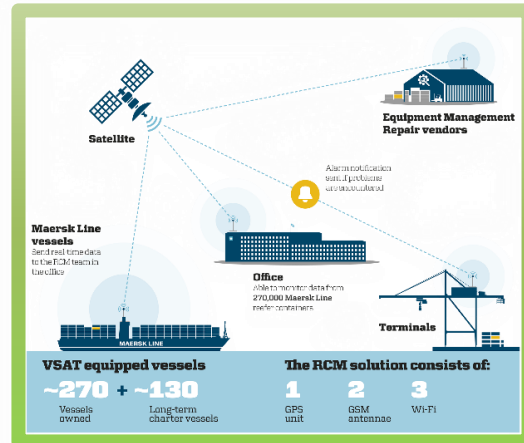 Satellite
Equipment Management
Repair vendors
Alarm notification
sent if problems
are encountered
Maersk Line
vessels
Send real time data
to the RCM team in
the office
Office
Able to monitor data from
270,000 Maersk Line
reefer containers
Terminals
MAERSK LINE
VSAT equipped vessels
~270 + ~130
Vessels
owned
Long-term
charter vessels
The RCM solution consists of:
1 2 3
GPS
unit
GSM
antennae
Wi-Fi